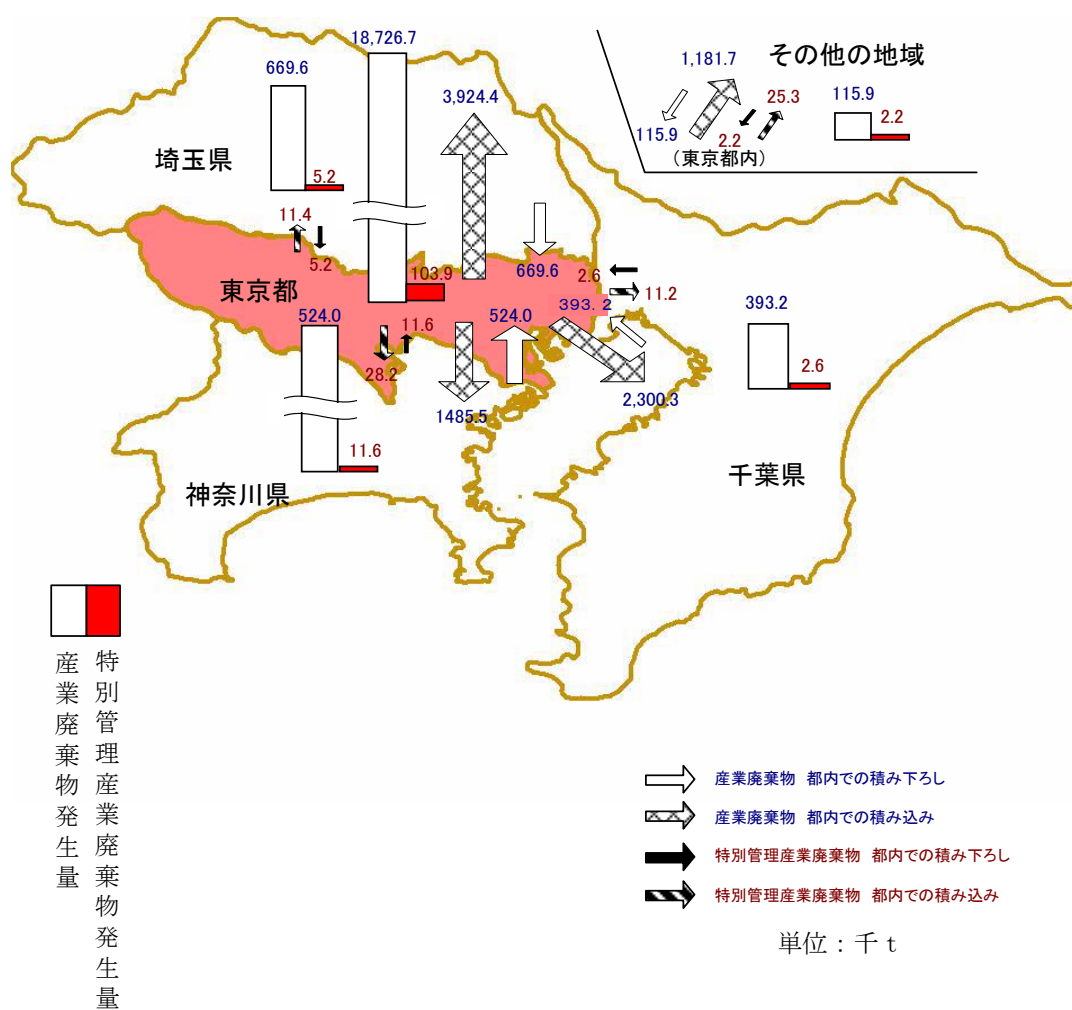 18,726.7
669.6
3,924.4
埼玉県
5.2
11.4
5.2
その他の地域
1,181.7
25.3
115.9
115.9
2.2
2.2
(東京都内)
669.6
103.9
東京都
2.6
11.2
393.2
524.0
11.6
524.0
28.2
1485.5
2,300.3
393.2
2.6
千葉県
11.6
神奈川県
産業廃棄物発生量
特別管理産業廃棄物発生量
産業廃棄物 都内での積み下ろし
産業廃棄物 都内での積み込み
特別管理産業廃棄物 都内での積み下ろし
特別管理産業廃棄物 都内での積み込み
単位：千ｔ